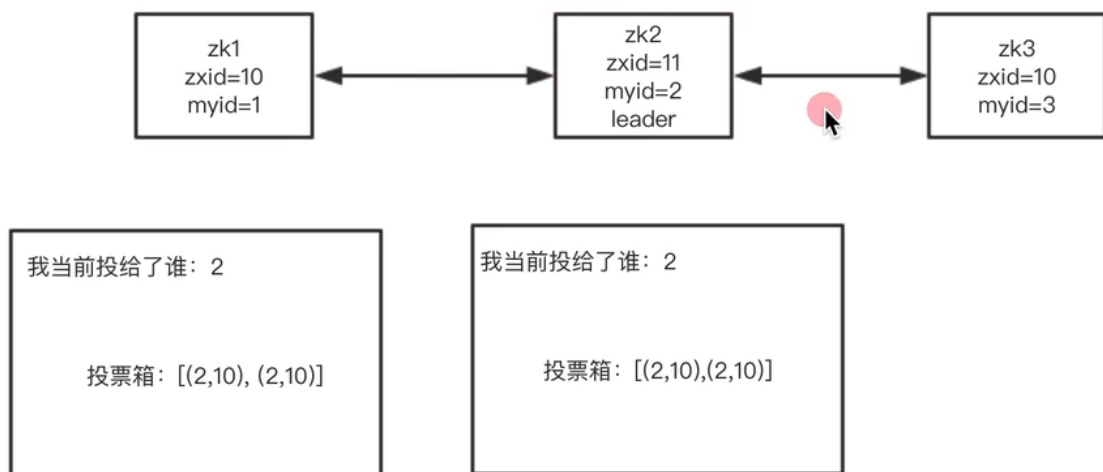 zk1
zxid=10
myid=1
zk2
zxid=11
myid=2
leader
zk3
zxid=10
myid=3
我当前投给了谁：2
投票箱：[(2,10), (2,10)]
我当前投给了谁：2
投票箱：[(2,10),(2,10)]